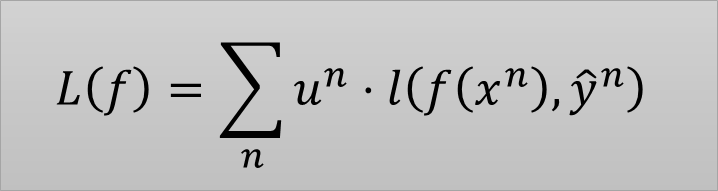 L(f) = ∑ₙ uⁿ · l(f(xⁿ), ŷⁿ)